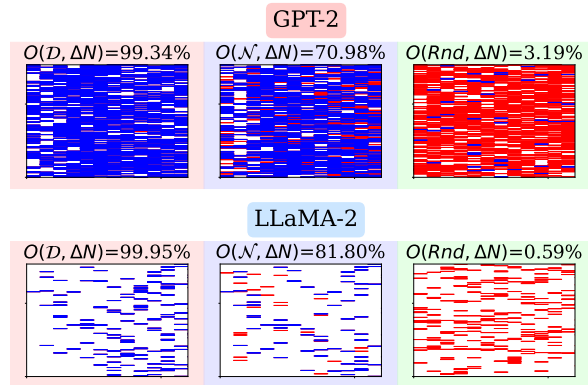 GPT-2
O(𝒟, ΔN)=99.34% O(𝒩, ΔN)=70.98% O(Rnd, ΔN)=3.19%
LLaMA-2
O(𝒟, ΔN)=99.95% O(𝒩, ΔN)=81.80% O(Rnd, ΔN)=0.59%